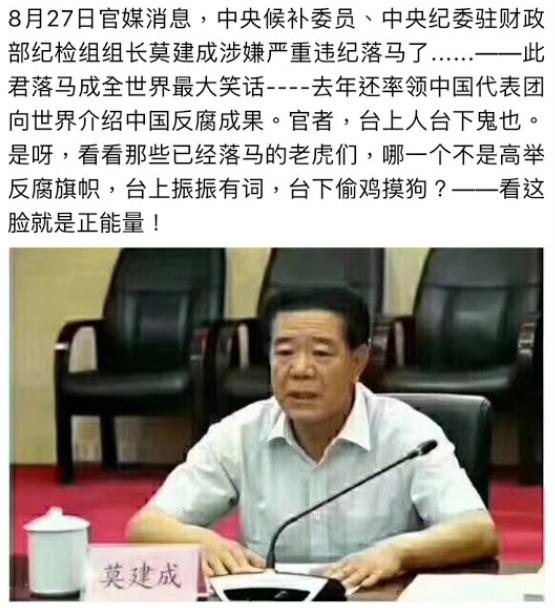 8月27日官媒消息，中央候补委员、中央纪委驻财政
部纪检组组长莫建成涉嫌严重违纪落马了......——此
君落马成全世界最大笑话----去年还率领中国代表团
向世界介绍中国反腐成果。官者，台上人台下鬼也。
是呀，看看那些已经落马的老虎们，哪一个不是高举
反腐旗帜，台上振振有词，台下偷鸡摸狗？——看这
脸就是正能量！
莫建成